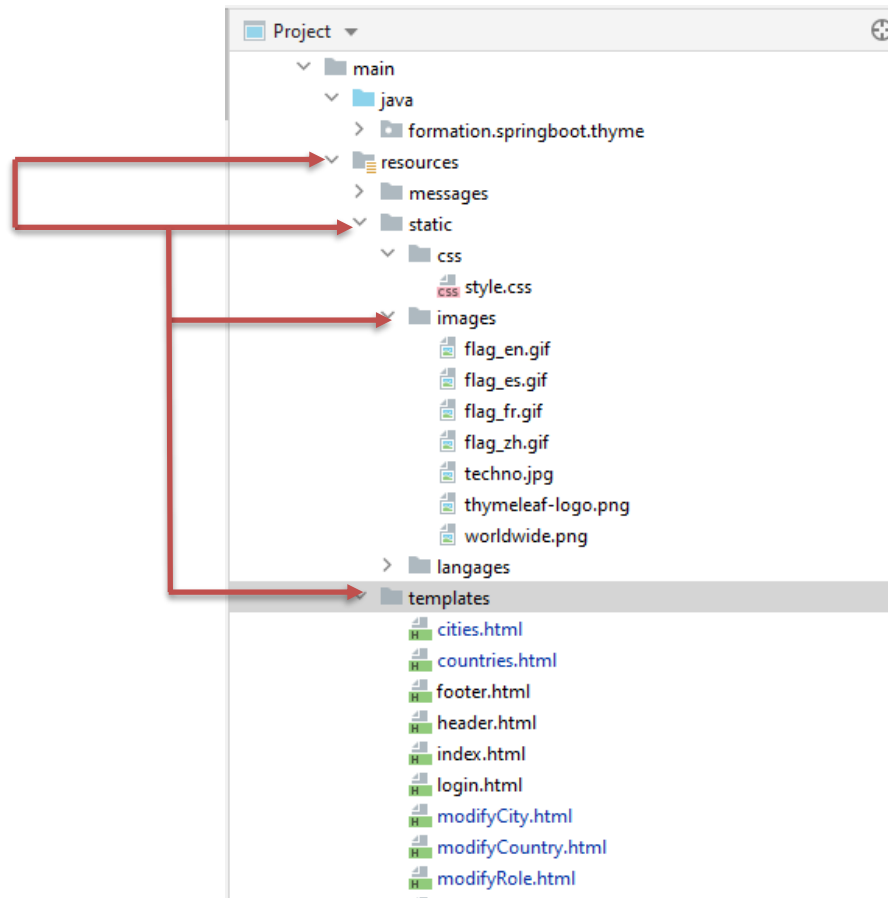 Project
main
java
formation.springboot.thyme
resources
messages
static
css
css style.css
images
flag_en.gif
flag_es.gif
flag_fr.gif
flag_zh.gif
techno.jpg
thymeleaf-logo.png
worldwide.png
langages
templates
H cities.html
H countries.html
H footer.html
H header.html
H index.html
H login.html
H modifyCity.html
H modifyCountry.html
H modifyRole.html